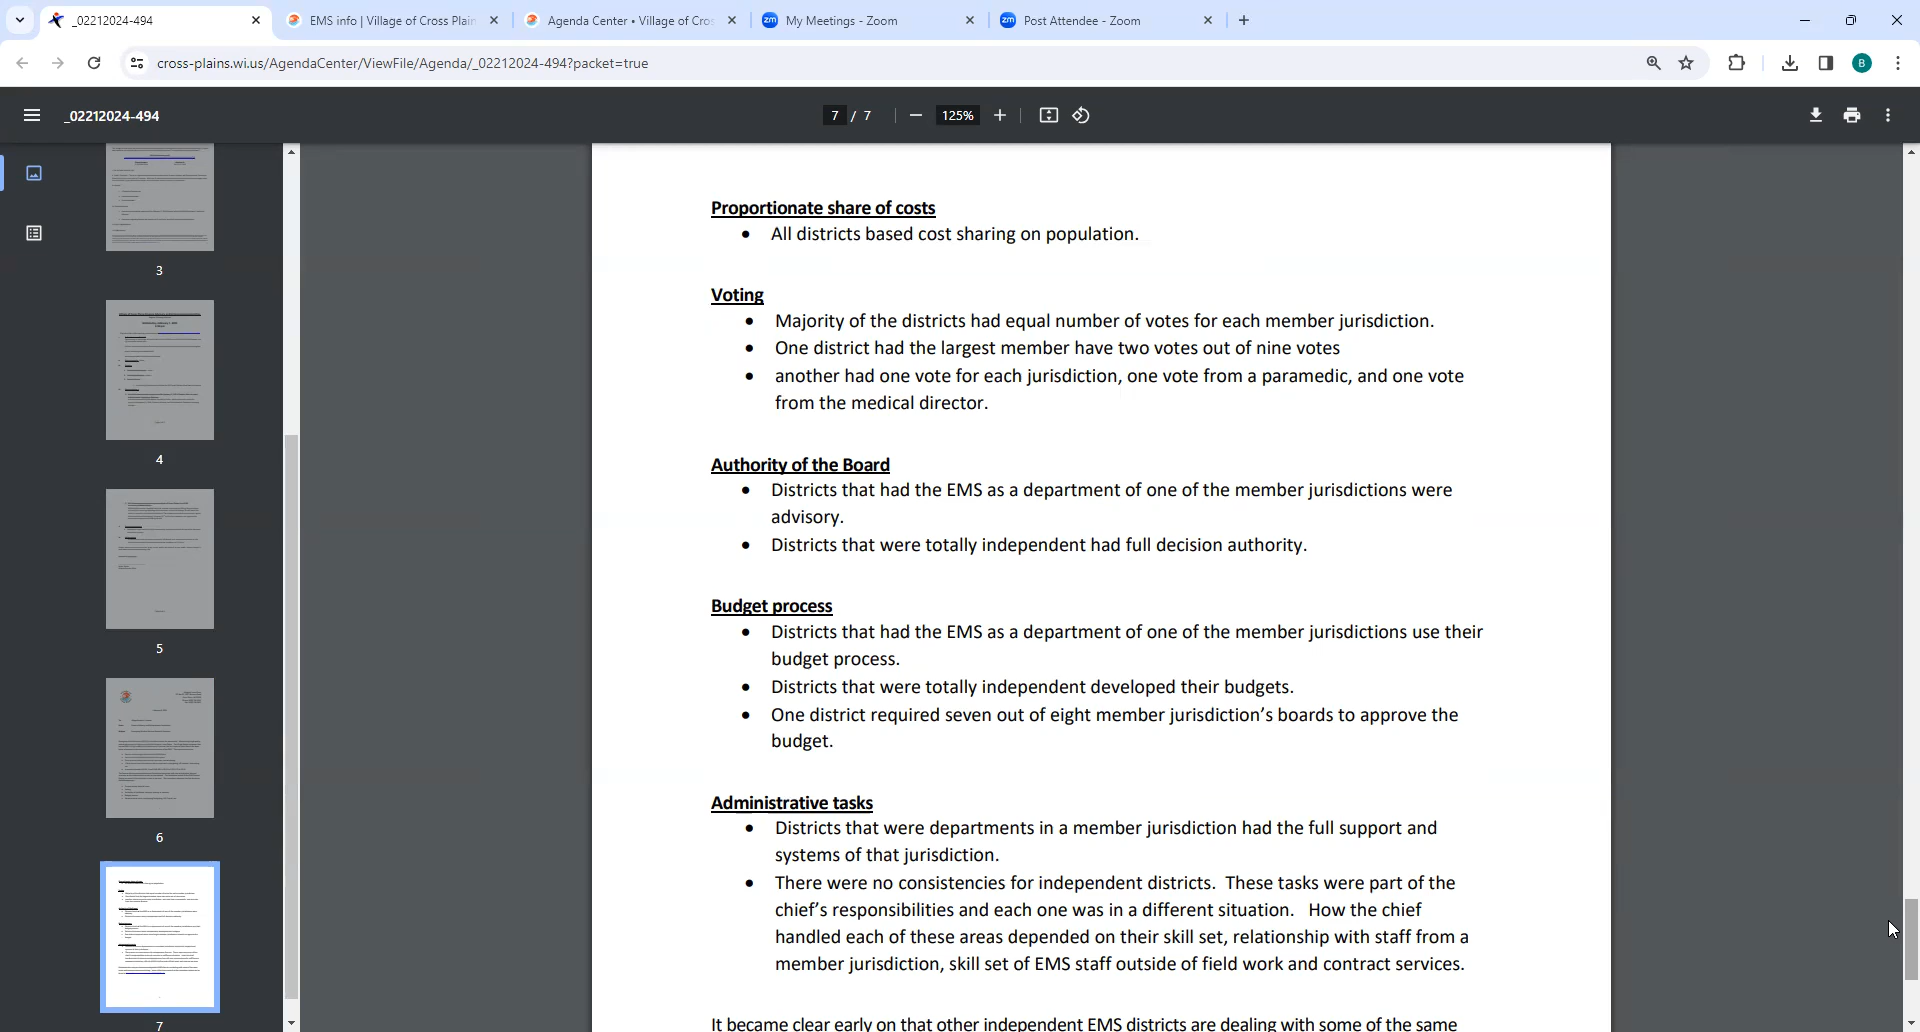 _02212024-494
EMS info | Village of Cross Plain
Agenda Center • Village of Cros
My Meetings - Zoom
Post Attendee - Zoom
cross-plains.wi.us/AgendaCenter/ViewFile/Agenda/_02212024-494?packet=true
B
_02212024-494
7 / 7
125%
3
4
5
6
7
Proportionate share of costs
• All districts based cost sharing on population.
Voting
• Majority of the districts had equal number of votes for each member jurisdiction.
• One district had the largest member have two votes out of nine votes
• another had one vote for each jurisdiction, one vote from a paramedic, and one vote
from the medical director.
Authority of the Board
• Districts that had the EMS as a department of one of the member jurisdictions were
advisory.
• Districts that were totally independent had full decision authority.
Budget process
• Districts that had the EMS as a department of one of the member jurisdictions use their
budget process.
• Districts that were totally independent developed their budgets.
• One district required seven out of eight member jurisdiction's boards to approve the
budget.
Administrative tasks
• Districts that were departments in a member jurisdiction had the full support and
systems of that jurisdiction.
• There were no consistencies for independent districts. These tasks were part of the
chief's responsibilities and each one was in a different situation. How the chief
handled each of these areas depended on their skill set, relationship with staff from a
member jurisdiction, skill set of EMS staff outside of field work and contract services.
It became clear early on that other independent EMS districts are dealing with some of the same